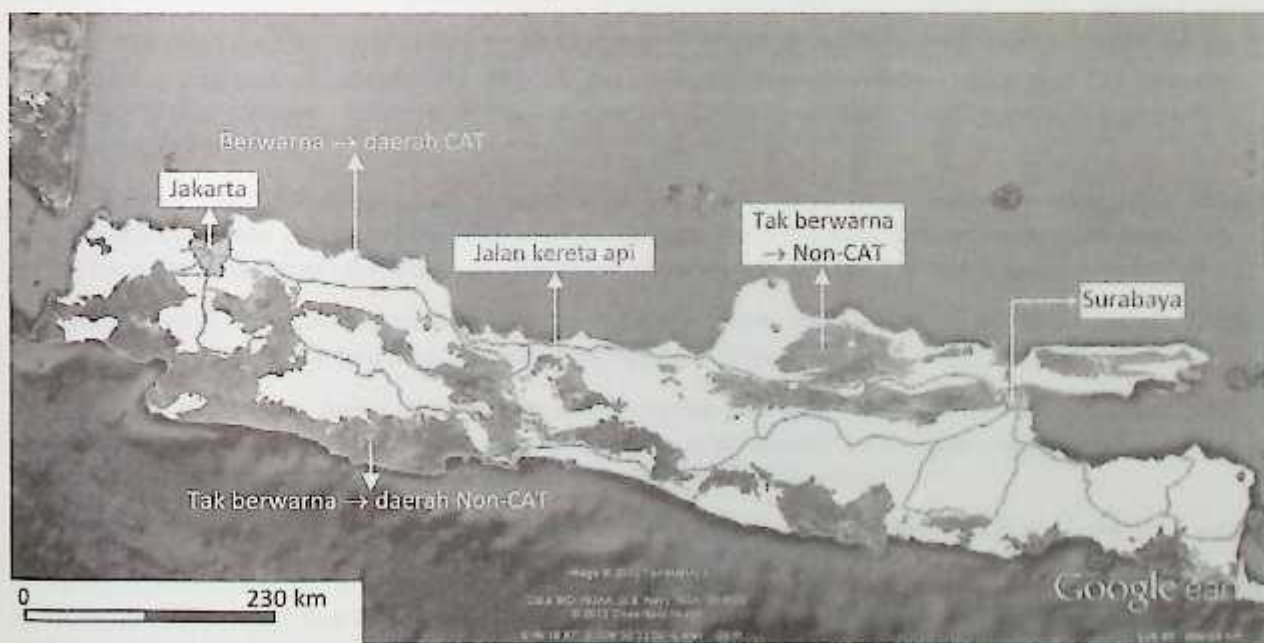 Berwarna → daerah CAT
Jakarta
Jalan kereta api
Tak berwarna
→ Non-CAT
Surabaya
Tak berwarna → daerah Non-CAT
0 230 km
Google earth